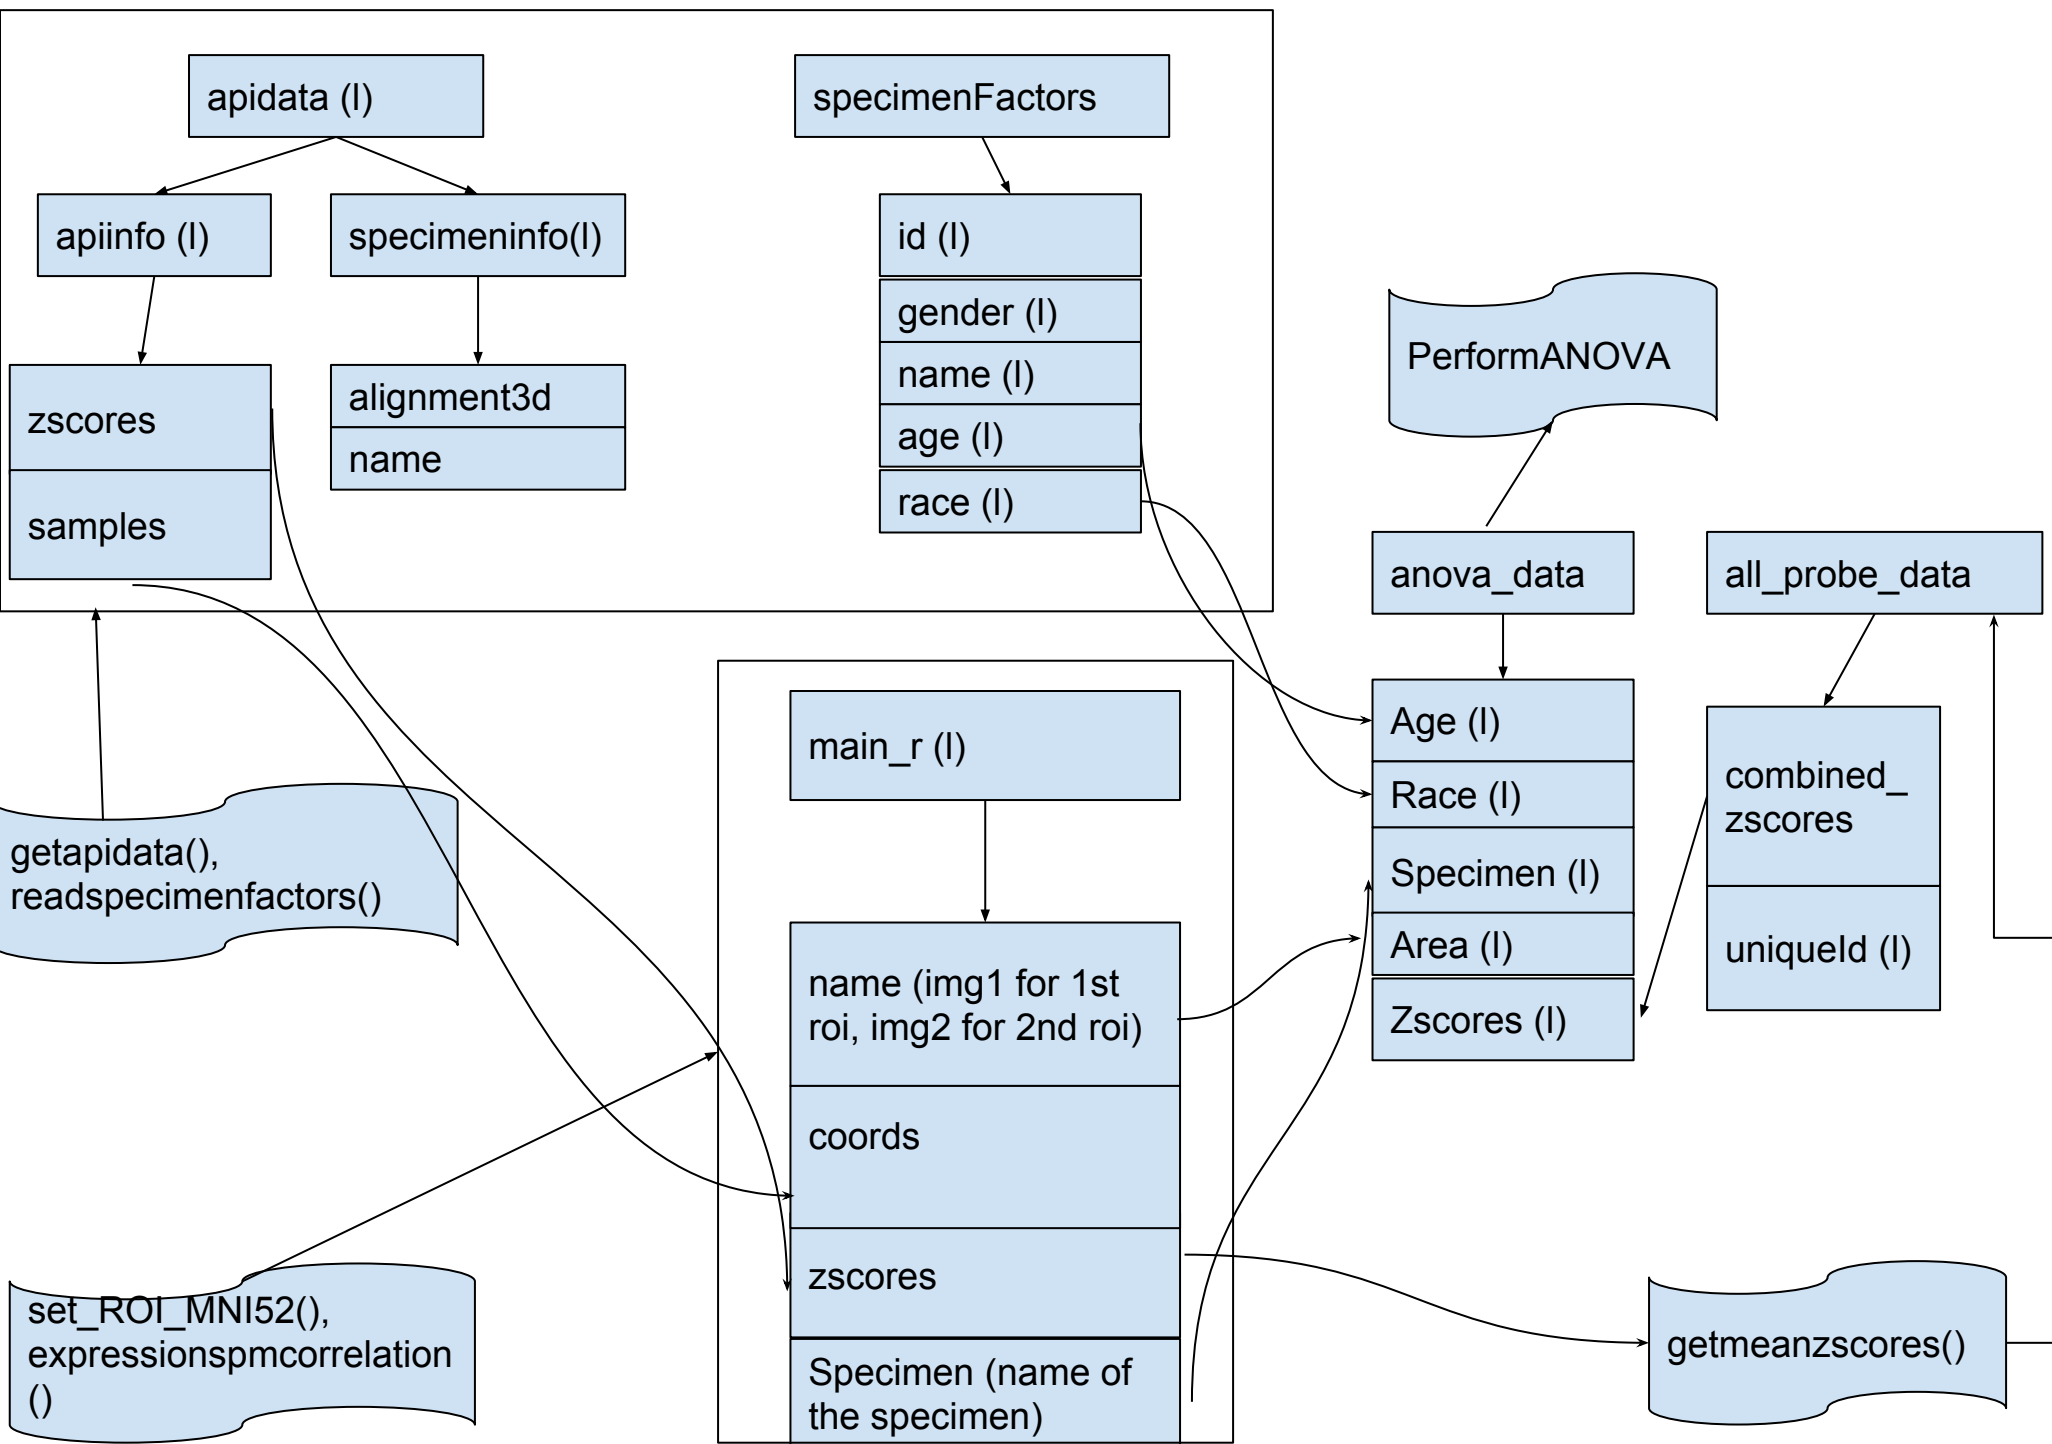 apidata (l)
specimenFactors
apiinfo (l)
specimeninfo(l)
id (l)
gender (l)
name (l)
age (l)
race (l)
zscores
samples
alignment3d
name
PerformANOVA
anova_data
all_probe_data
Age (l)
Race (l)
Specimen (l)
Area (l)
Zscores (l)
combined_
zscores
uniqueId (l)
main_r (l)
getapidata(),
readspecimenfactors()
name (img1 for 1st
roi, img2 for 2nd roi)
coords
zscores
Specimen (name of
the specimen)
set_ROI_MNI52(),
expressionspmcorrelation
()
getmeanzscores()